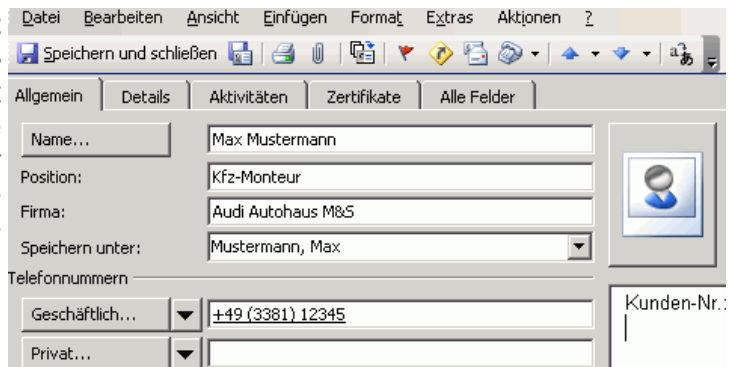 Datei Bearbeiten Ansicht Einfügen Format Extras Aktionen ?
Speichern und schließen
Allgemein Details Aktivitäten Zertifikate Alle Felder
Name... Max Mustermann
Position: Kfz-Monteur
Firma: Audi Autohaus M&S
Speichern unter: Mustermann, Max
Telefonnummern
Geschäftlich... +49 (3381) 12345
Kunden-Nr.:
Privat...